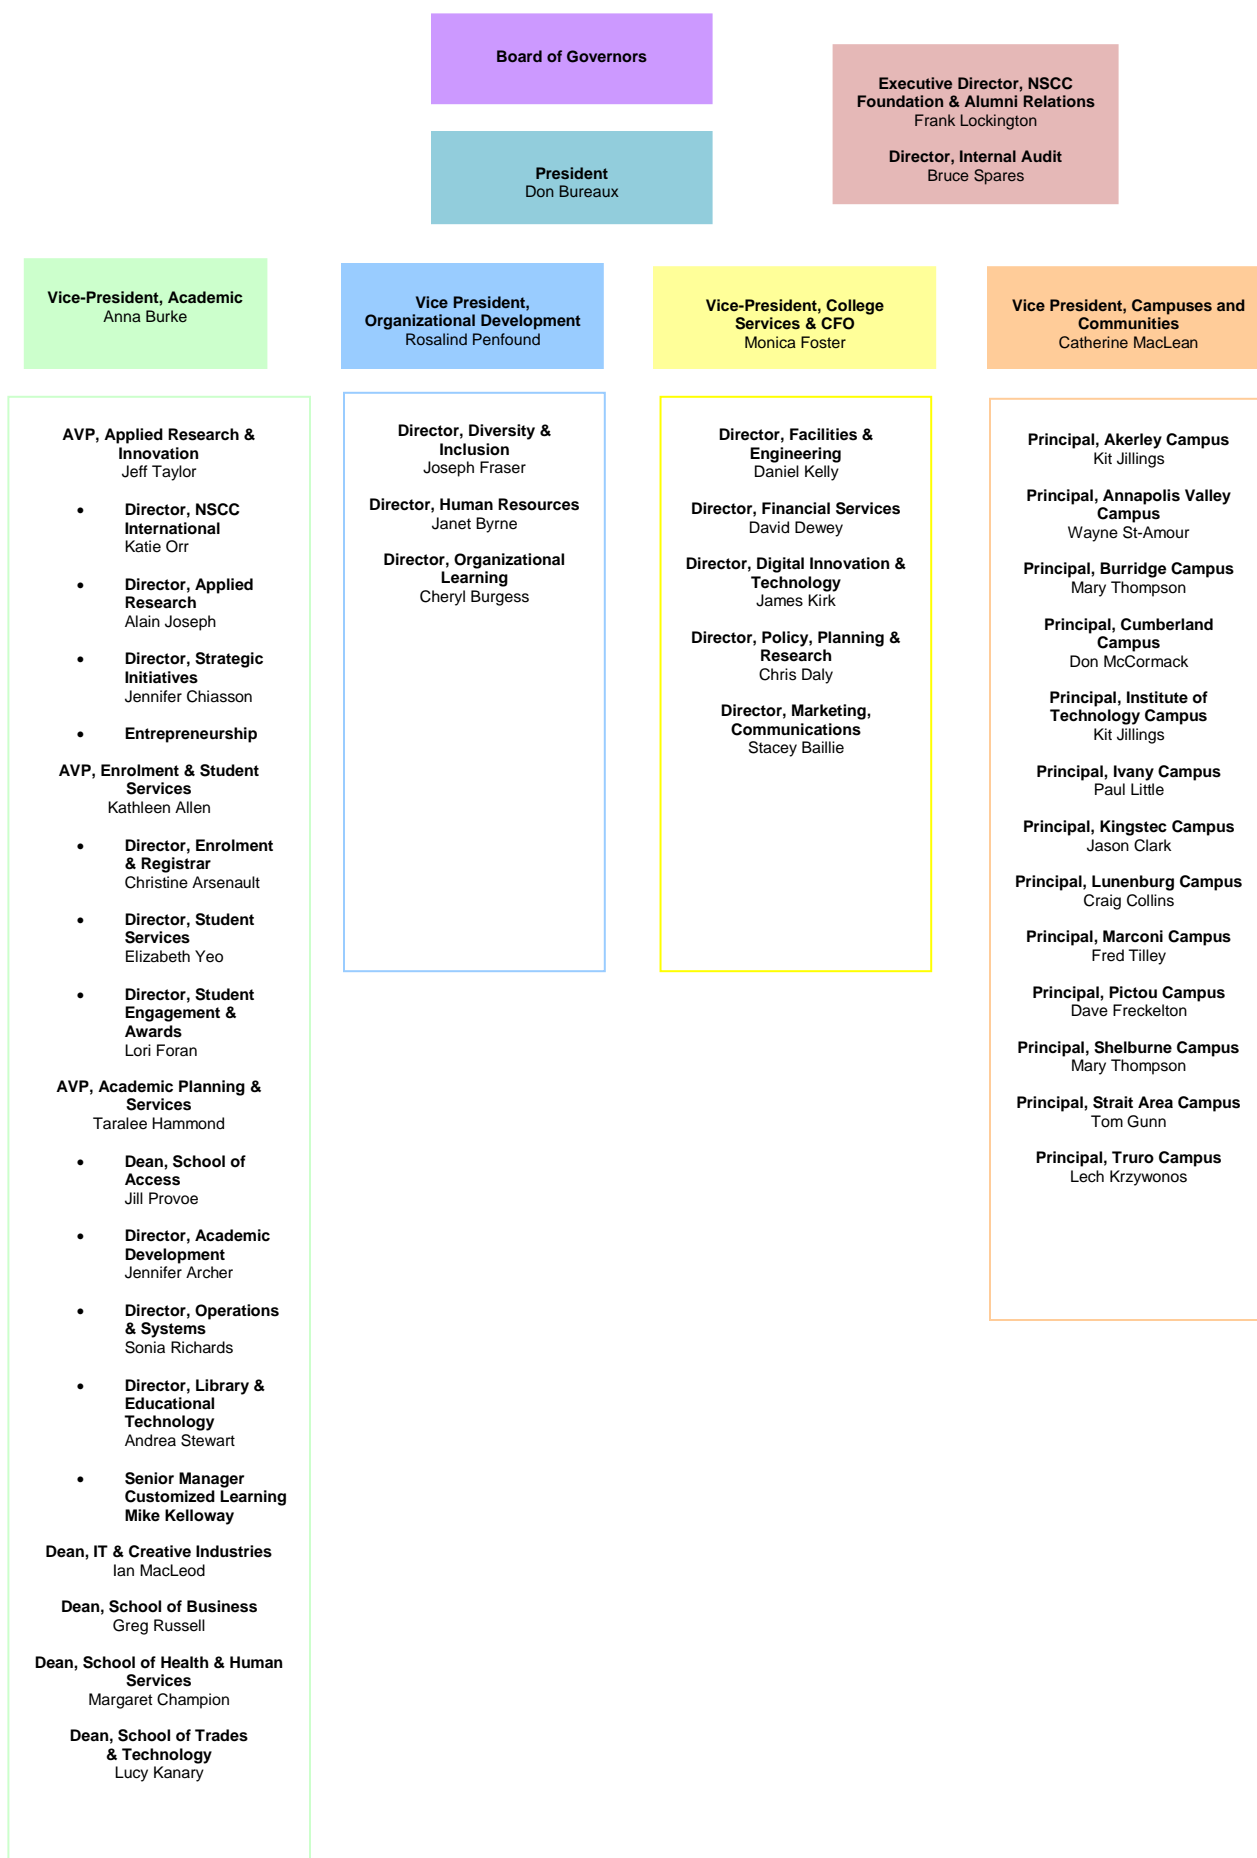 Board of Governors
Executive Director, NSCC
Foundation & Alumni Relations
Frank Lockington
Director, Internal Audit
Bruce Spares
President
Don Bureaux
Vice-President, Academic
Anna Burke
Vice President,
Organizational Development
Rosalind Penfound
Vice-President, College
Services & CFO
Monica Foster
Vice President, Campuses and
Communities
Catherine MacLean
AVP, Applied Research &
Innovation
Jeff Taylor
• Director, NSCC
International
Katie Orr
• Director, Applied
Research
Alain Joseph
• Director, Strategic
Initiatives
Jennifer Chiasson
• Entrepreneurship
AVP, Enrolment & Student
Services
Kathleen Allen
• Director, Enrolment
& Registrar
Christine Arsenault
• Director, Student
Services
Elizabeth Yeo
• Director, Student
Engagement &
Awards
Lori Foran
AVP, Academic Planning &
Services
Taralee Hammond
• Dean, School of
Access
Jill Provoe
• Director, Academic
Development
Jennifer Archer
• Director, Operations
& Systems
Sonia Richards
• Director, Library &
Educational
Technology
Andrea Stewart
• Senior Manager
Customized Learning
Mike Kelloway
Dean, IT & Creative Industries
Ian MacLeod
Dean, School of Business
Greg Russell
Dean, School of Health & Human
Services
Margaret Champion
Dean, School of Trades
& Technology
Lucy Kanary
Director, Diversity &
Inclusion
Joseph Fraser
Director, Human Resources
Janet Byrne
Director, Organizational
Learning
Cheryl Burgess
Director, Facilities &
Engineering
Daniel Kelly
Director, Financial Services
David Dewey
Director, Digital Innovation &
Technology
James Kirk
Director, Policy, Planning &
Research
Chris Daly
Director, Marketing,
Communications
Stacey Baillie
Principal, Akerley Campus
Kit Jillings
Principal, Annapolis Valley
Campus
Wayne St-Amour
Principal, Burridge Campus
Mary Thompson
Principal, Cumberland
Campus
Don McCormack
Principal, Institute of
Technology Campus
Kit Jillings
Principal, Ivany Campus
Paul Little
Principal, Kingstec Campus
Jason Clark
Principal, Lunenburg Campus
Craig Collins
Principal, Marconi Campus
Fred Tilley
Principal, Pictou Campus
Dave Freckelton
Principal, Shelburne Campus
Mary Thompson
Principal, Strait Area Campus
Tom Gunn
Principal, Truro Campus
Lech Krzywonos